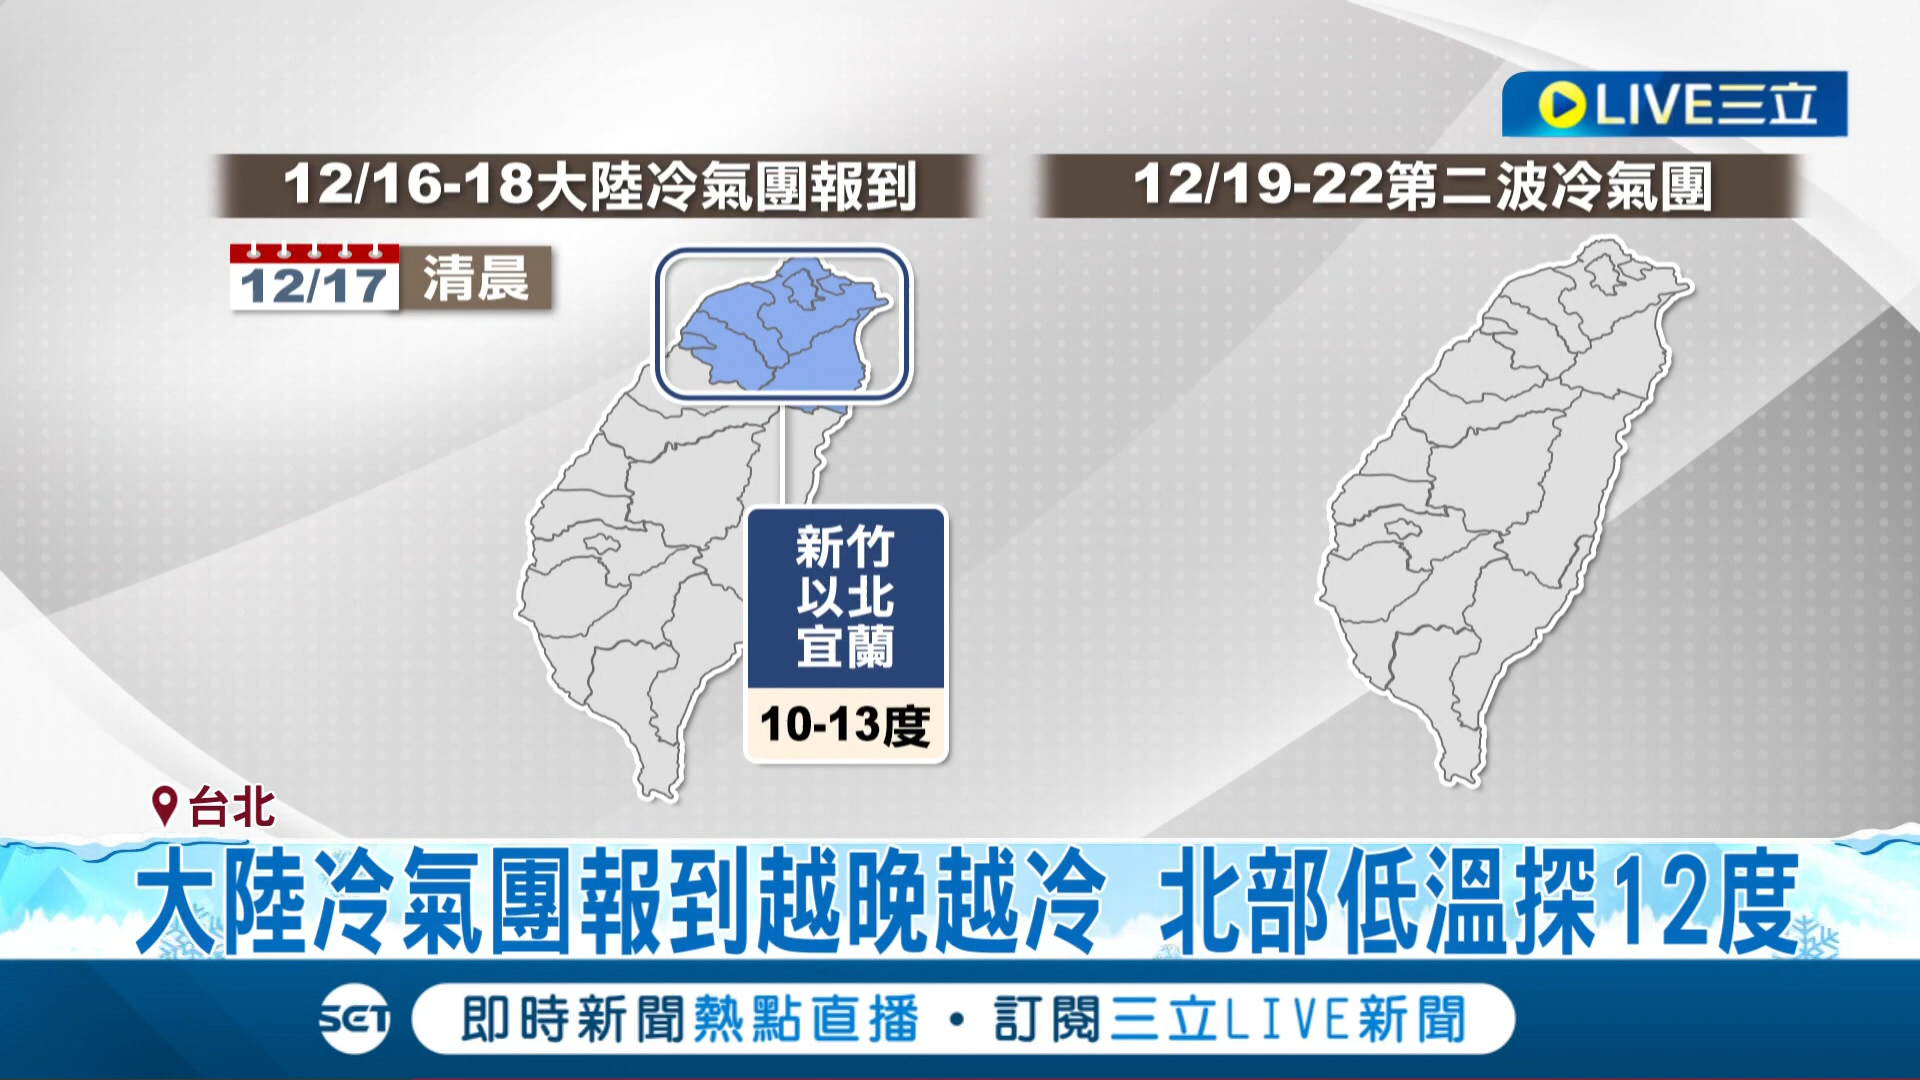 LIVE三立
12/16-18大陸冷氣團報到
12/19-22第二波冷氣團
12/17
清晨
新竹
以北
宜蘭
10-13度
台北
大陸冷氣團報到越晚越冷 北部低溫探12度
SET
即時新聞熱點直播・訂閱三立LIVE新聞